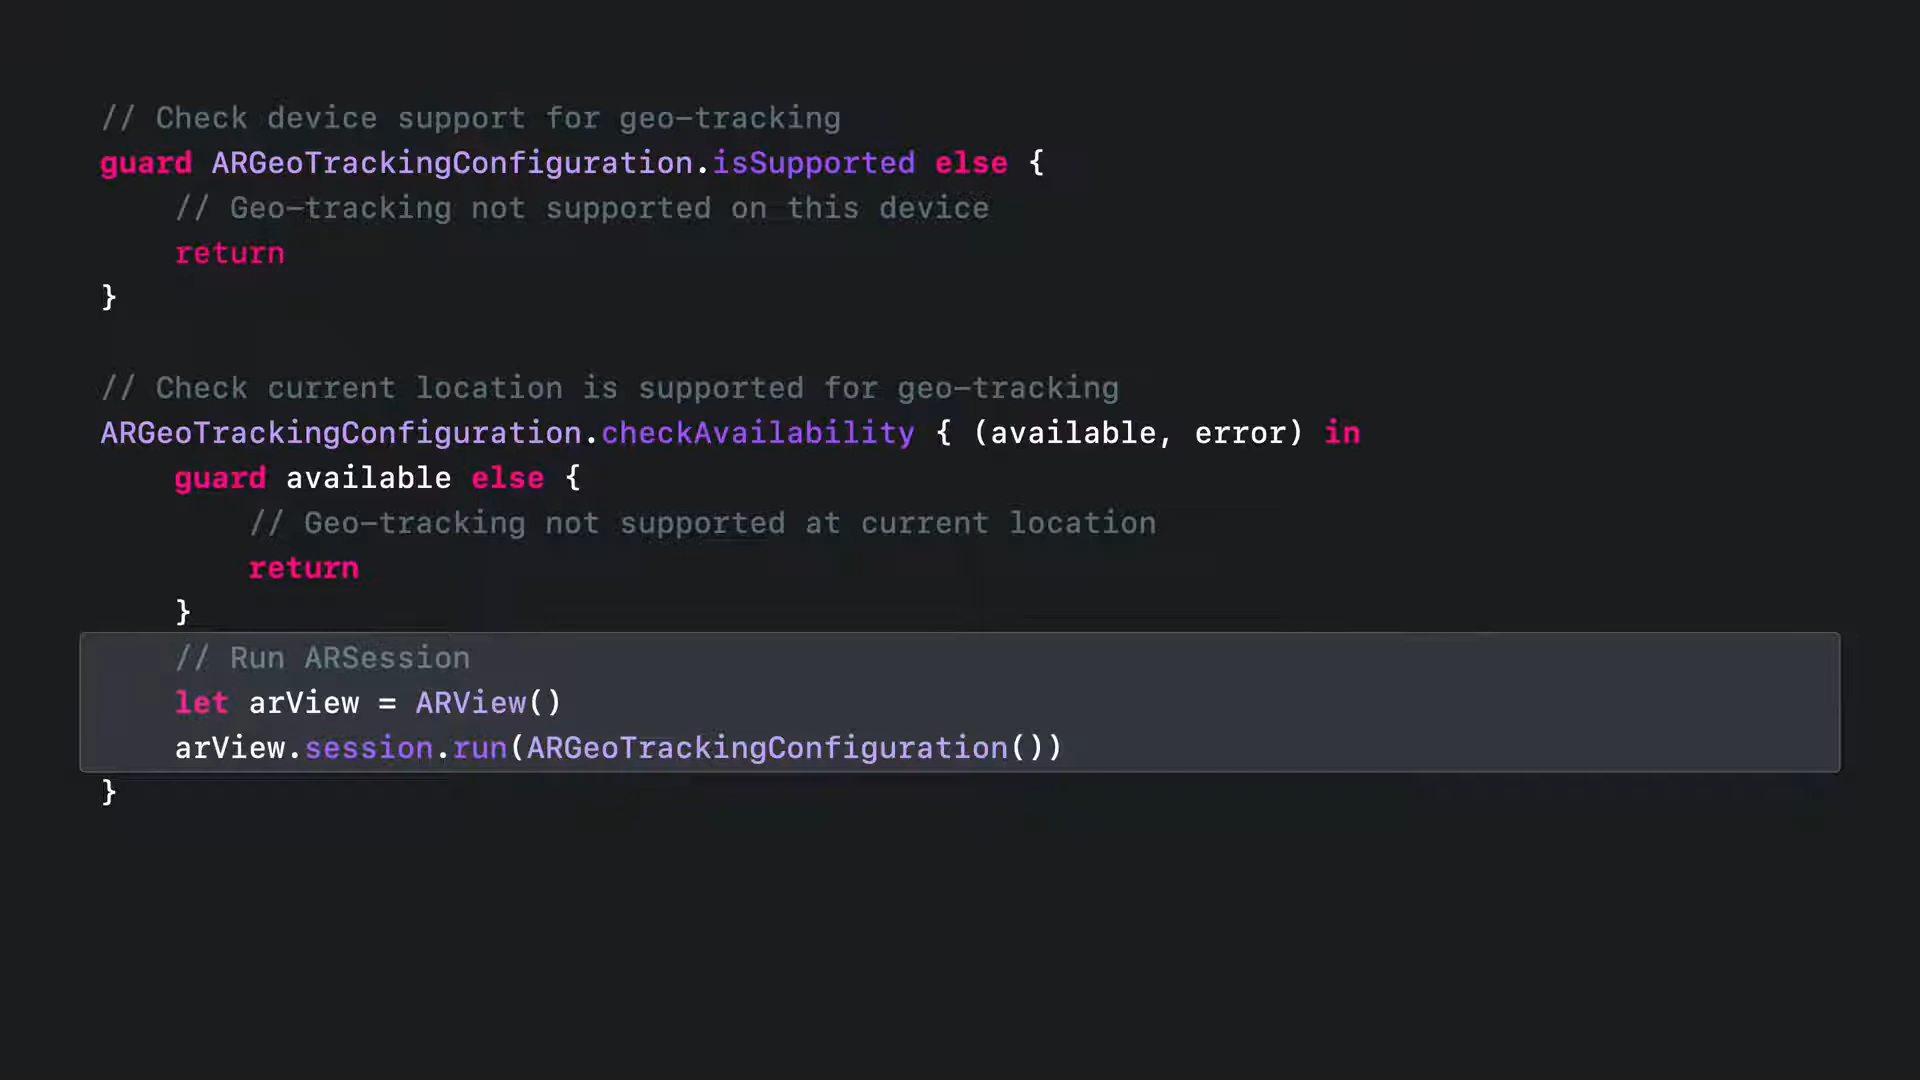 // Check device support for geo-tracking
guard ARGeoTrackingConfiguration.isSupported else {
    // Geo-tracking not supported on this device
    return
}

// Check current location is supported for geo-tracking
ARGeoTrackingConfiguration.checkAvailability { (available, error) in
    guard available else {
        // Geo-tracking not supported at current location
        return
    }
    // Run ARSession
    let arView = ARView()
    arView.session.run(ARGeoTrackingConfiguration())
}